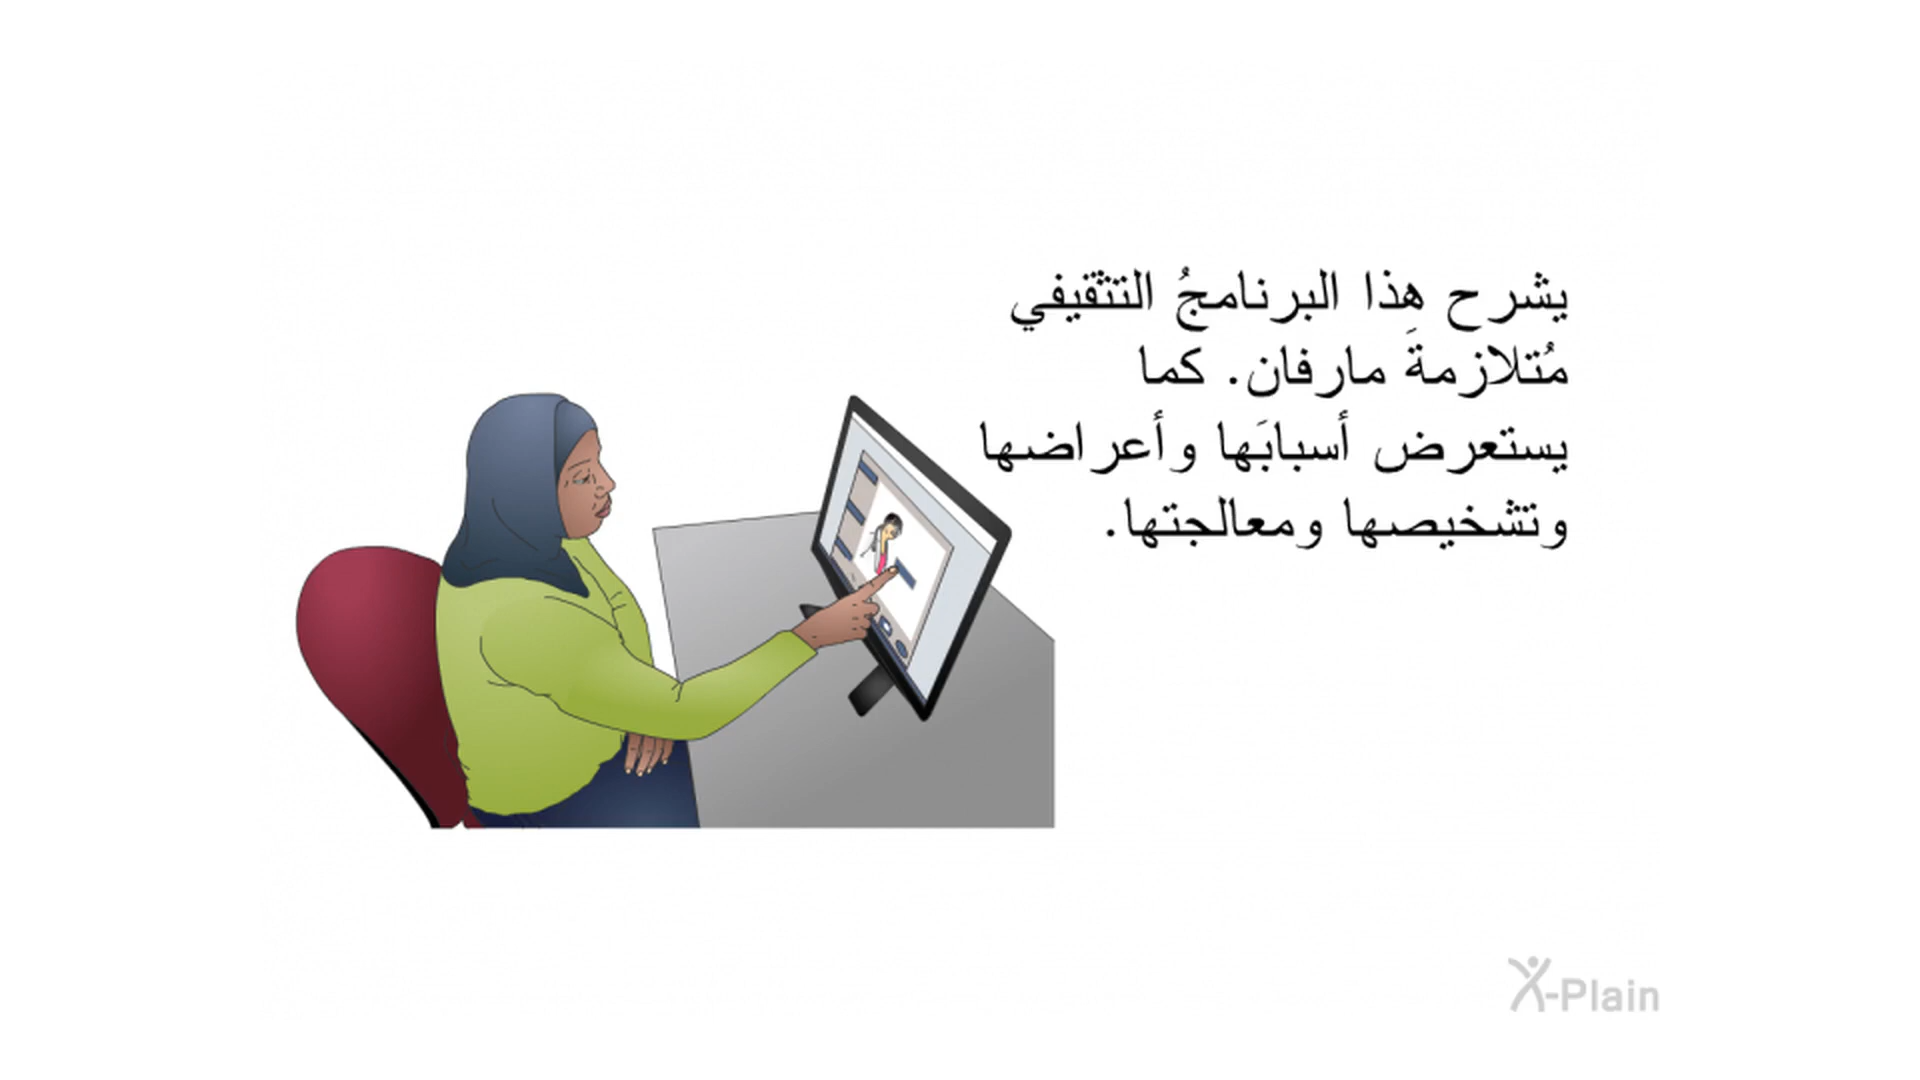 يشرح هذا البرنامجُ التثقيفي
مُتلازمةَ مارفان. كما
يستعرض أسبابَها وأعراضها
وتشخيصها ومعالجتها.
X-Plain